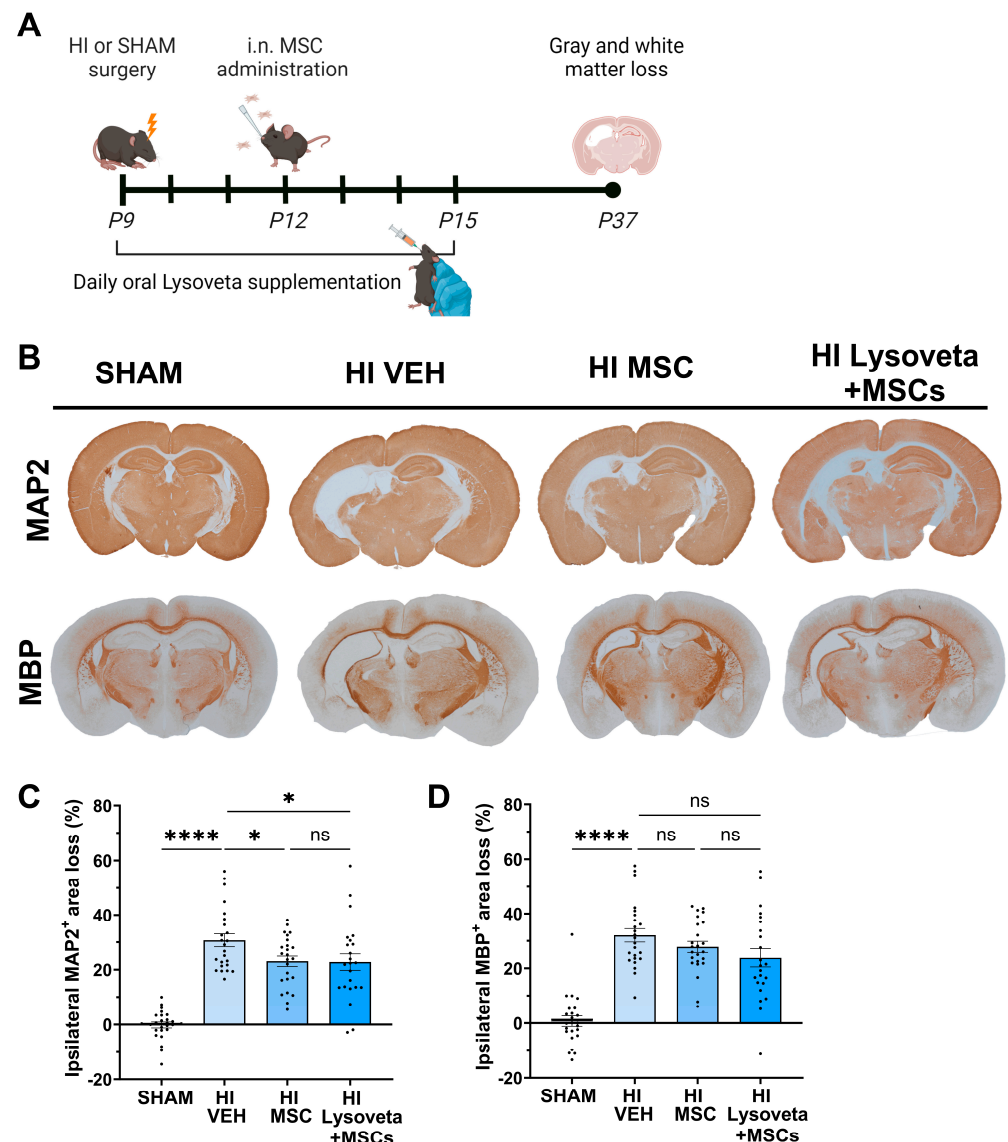 A
HI or SHAM
surgery
i.n. MSC
administration
Gray and white
matter loss
P9
P12
P15
P37
Daily oral Lysoveta supplementation
B
SHAM
HI VEH
HI MSC
HI Lysoveta
+MSCs
MAP2
MBP
C
Ipsilateral MAP2+ area loss (%)
80
60
40
20
0
-20
****
*
*
ns
SHAM
HI
VEH
HI
MSC
HI
Lysoveta
+MSCs
D
Ipsilateral MBP+ area loss (%)
80
60
40
20
0
-20
****
ns
ns
ns
SHAM
HI
VEH
HI
MSC
HI
Lysoveta
+MSCs